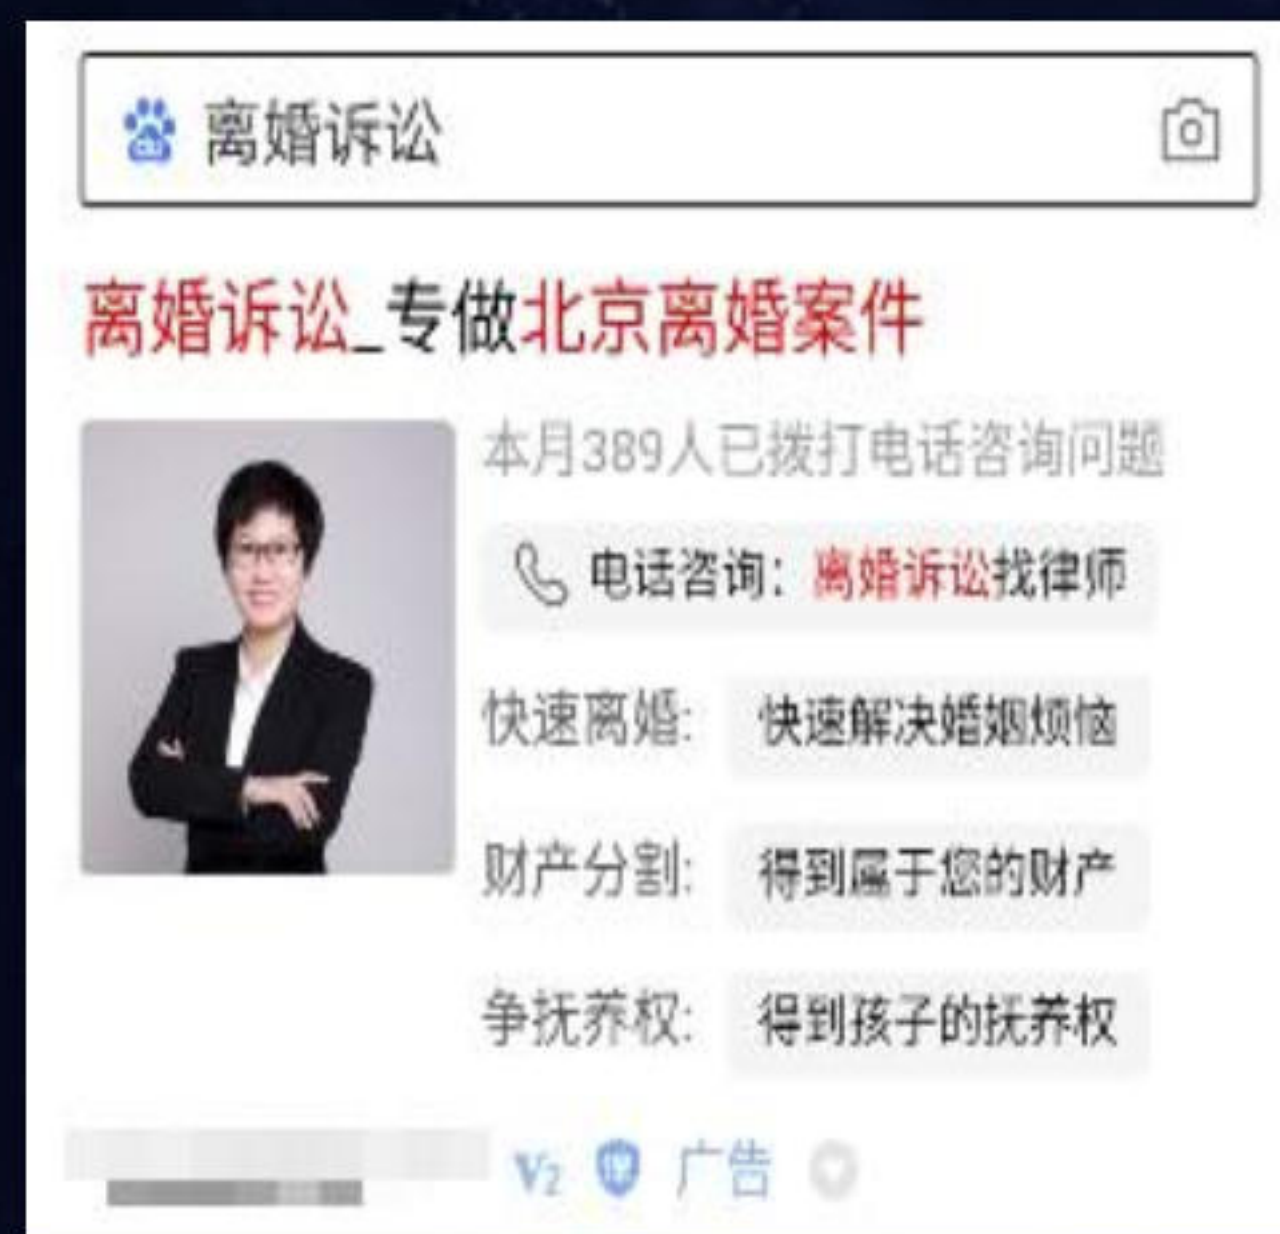 离婚诉讼
离婚诉讼_专做北京离婚案件
本月389人已拨打电话咨询问题
电话咨询：离婚诉讼找律师
快速离婚: 快速解决婚姻烦恼
财产分割: 得到属于您的财产
争抚养权: 得到孩子的抚养权
V2 广告